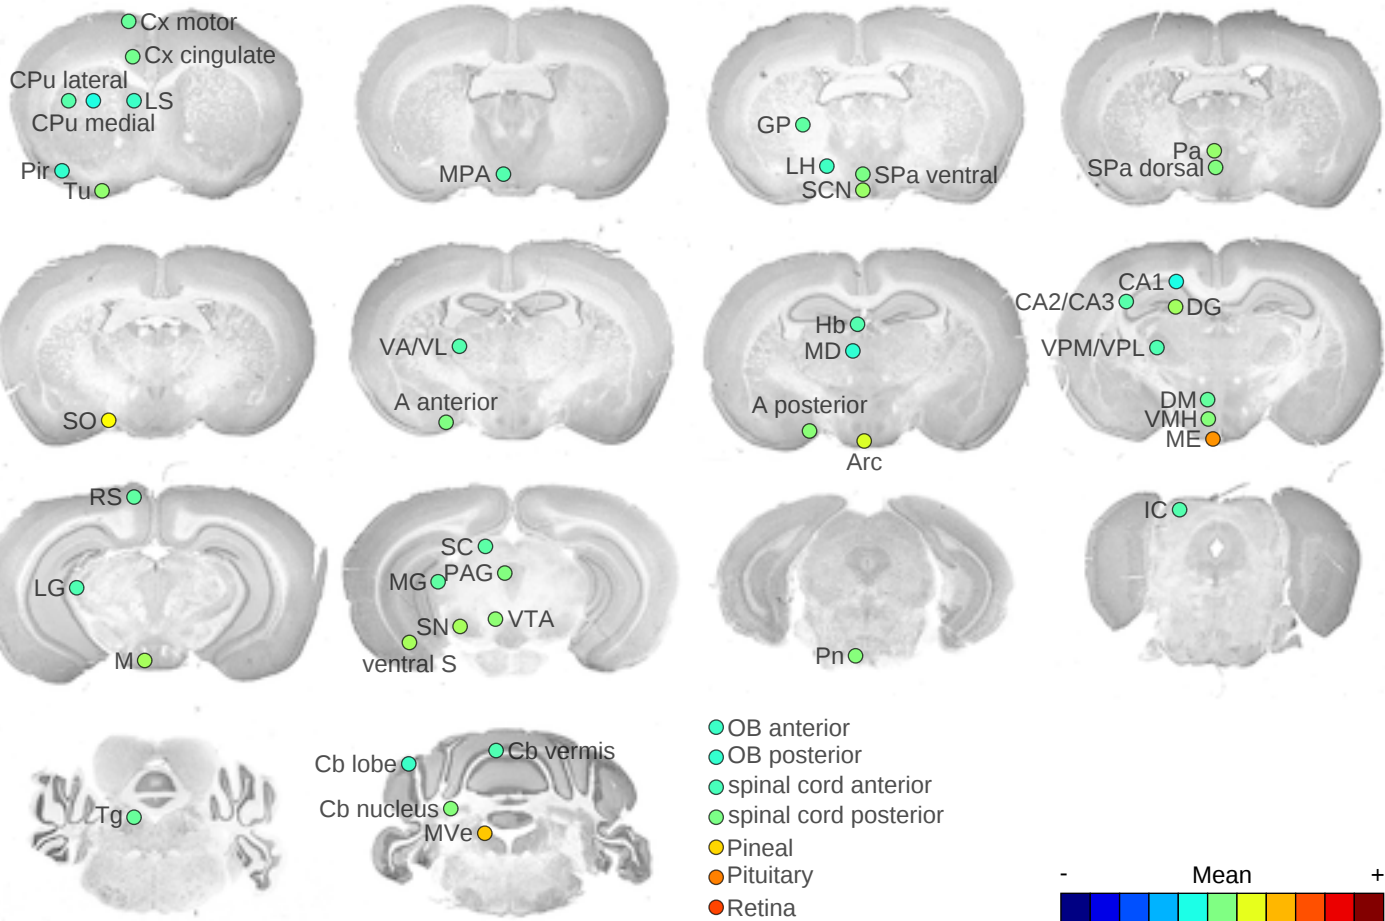 Cx motor
Cx cingulate
CPu lateral
LS
CPu medial
Pir
Tu
MPA
GP
LH
SPa ventral
SCN
Pa
SPa dorsal
SO
VA/VL
A anterior
Hb
MD
A posterior
Arc
CA1
CA2/CA3
DG
VPM/VPL
DM
VMH
ME
RS
LG
M
SC
MG
PAG
SN
VTA
ventral S
Pn
IC
Tg
Cb lobe
Cb vermis
Cb nucleus
MVe
OB anterior
OB posterior
spinal cord anterior
spinal cord posterior
Pineal
Pituitary
Retina
- Mean +